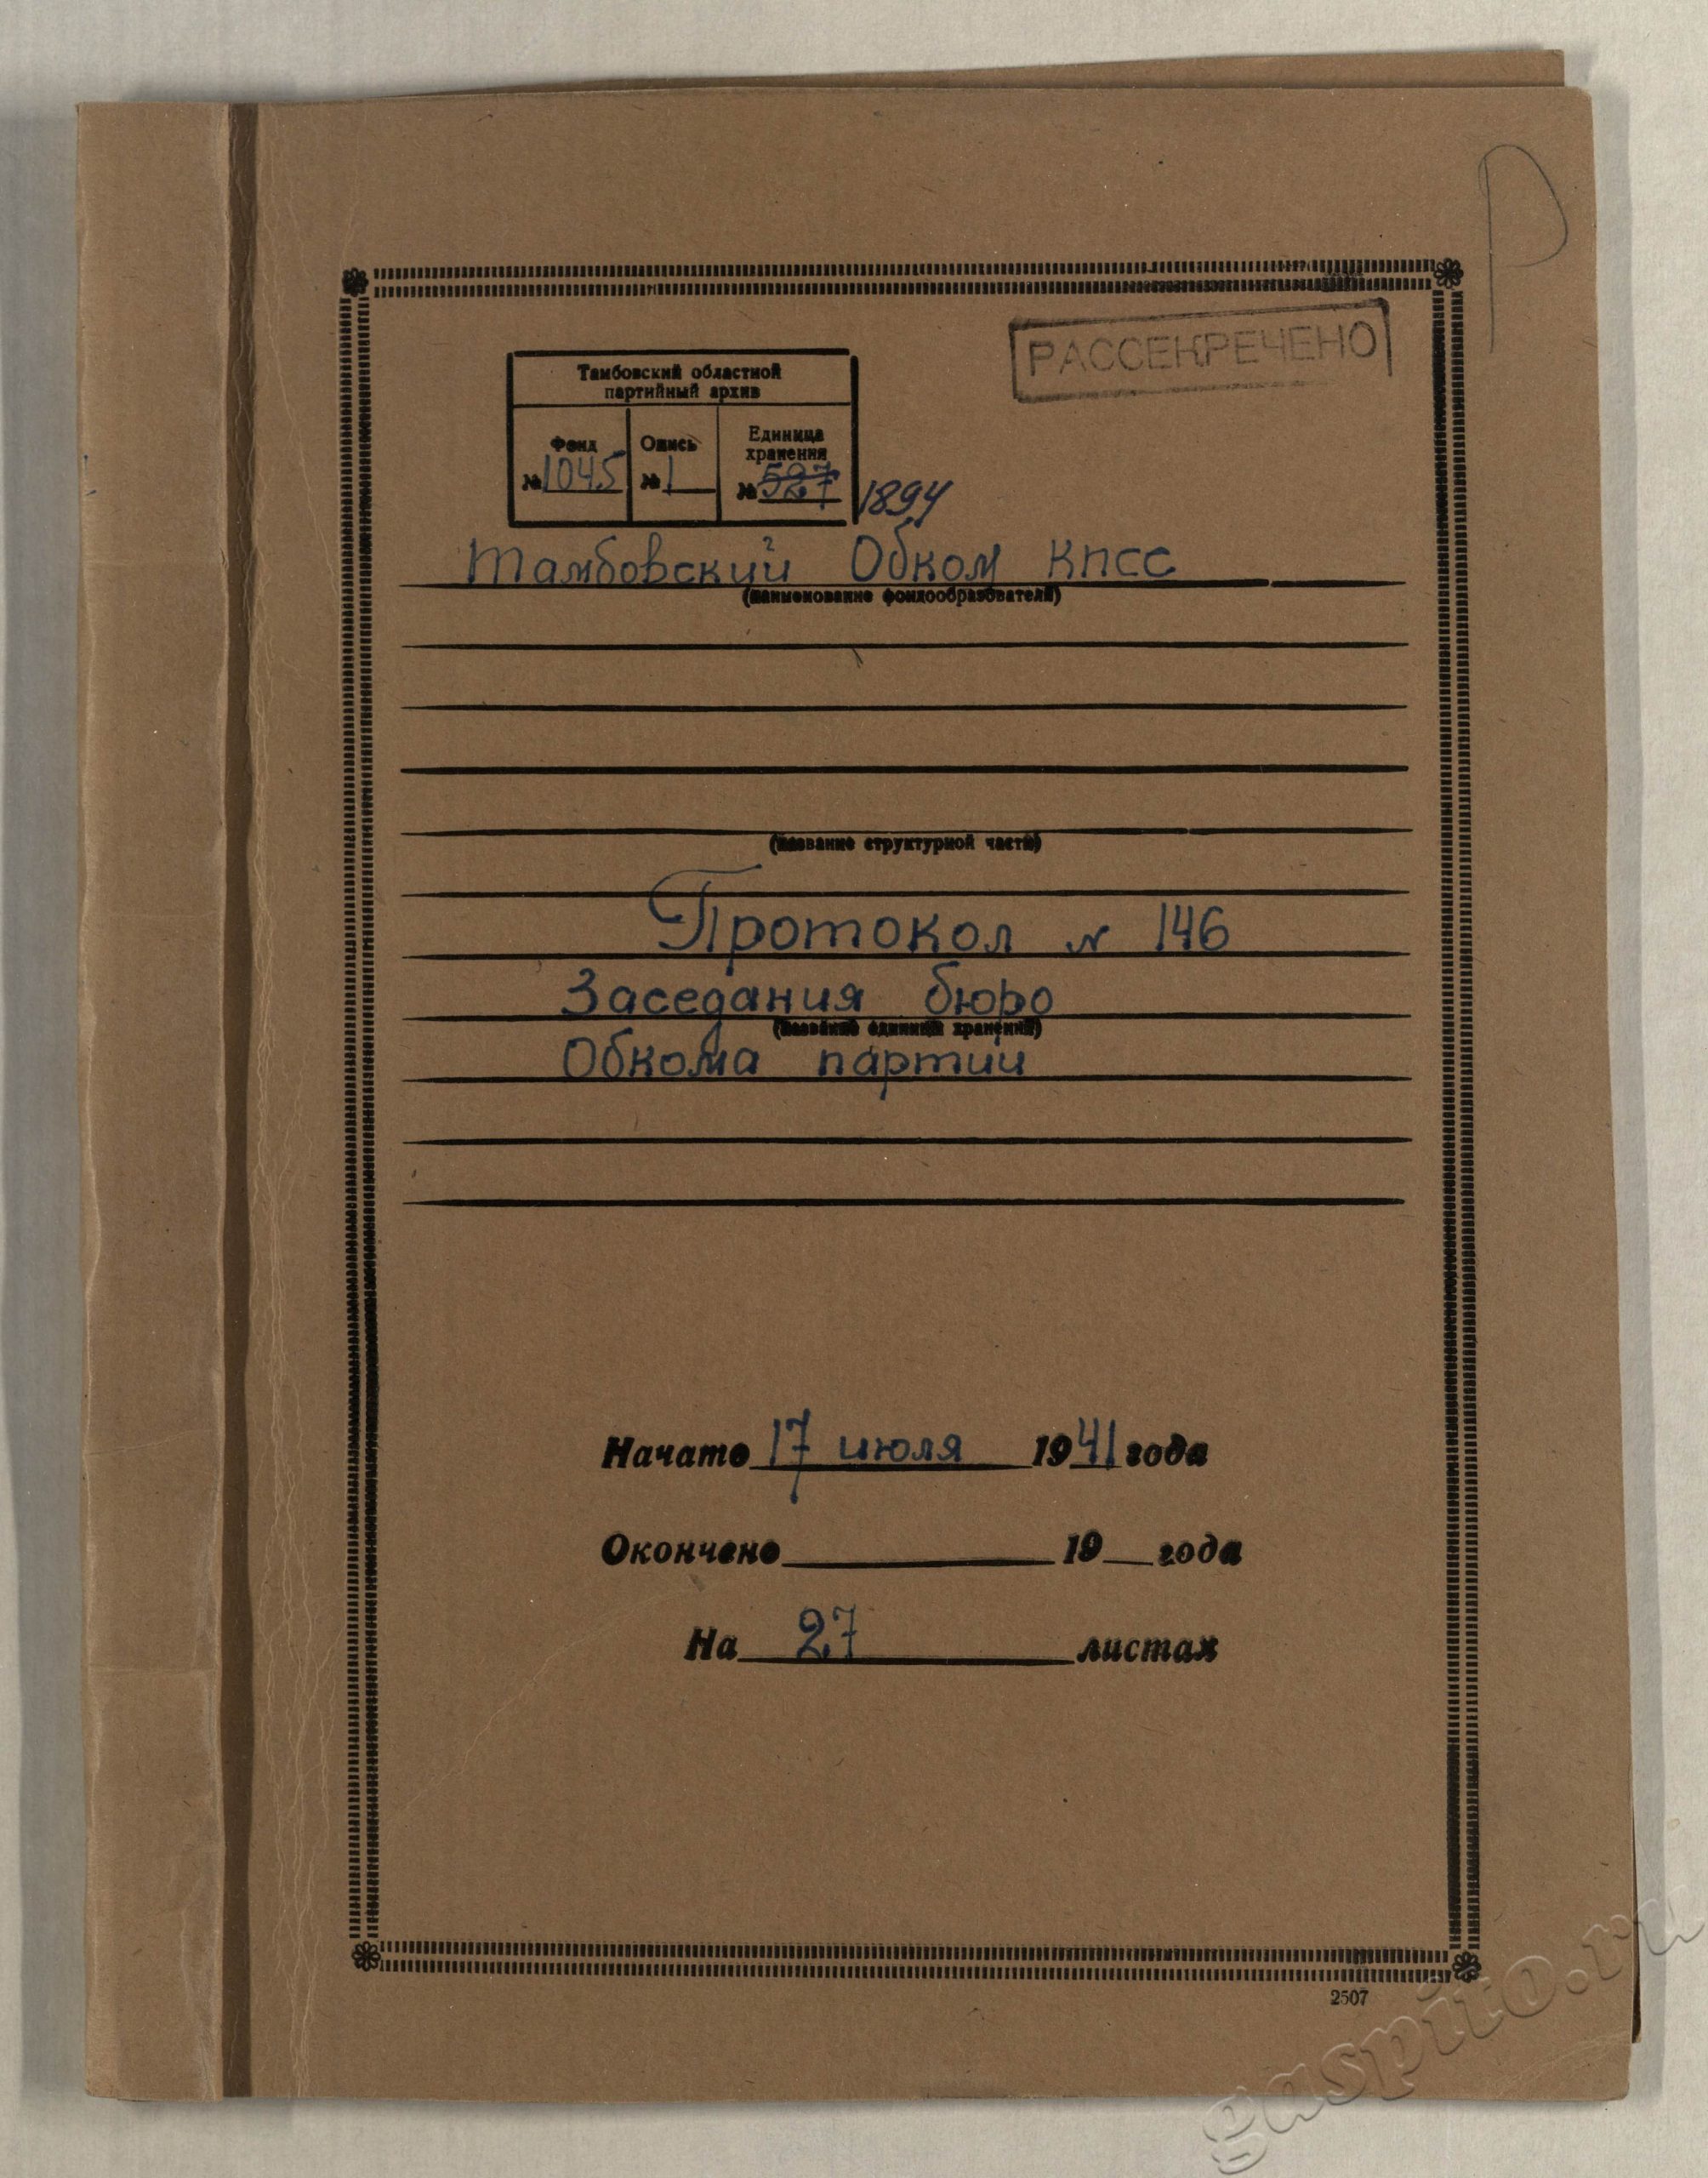 Р
РАССЕКРЕЧЕНО
Тамбовский областной
партийный архив
Фонд
№ 1045
Опись
№ 1
Единица
хранения
№ 527
1894
Тамбовский Обком КПСС
(наименование фондообразователя)
(название структурной части)
Протокол № 146
Заседания бюро
(название единицы хранения)
Обкома партии
Начато 17 июля 1941 года
Окончено 19 года
На 27 листах
2507
gaspito.ru